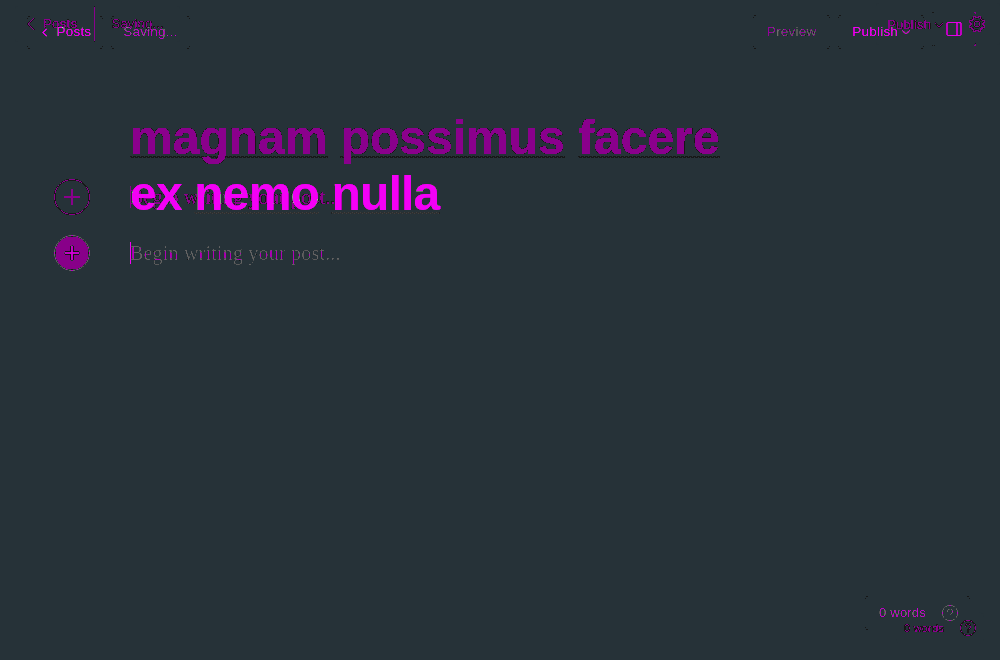 Posts Saving... Preview Publish
magnam possimus facere
ex nemo nulla
Begin writing your post...
0 words